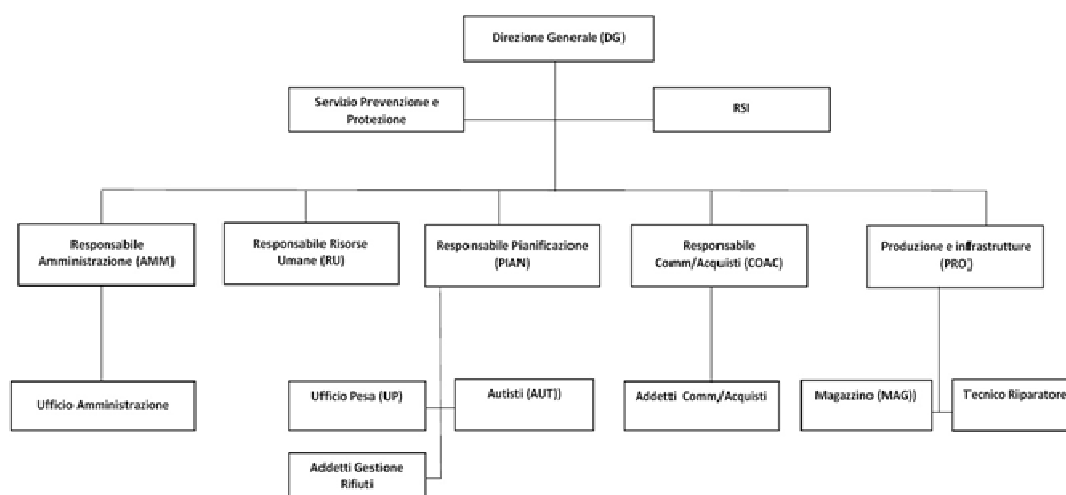 Direzione Generale (DG)
Servizio Prevenzione e
Protezione
RSI
Responsabile
Amministrazione (AMM)
Responsabile Risorse
Umane (RU)
Responsabile Pianificazione
(PIAN)
Responsabile
Comm/Acquisti (COAC)
Produzione e infrastrutture
(PRO)
Ufficio Amministrazione
Ufficio Pesa (UP)
Autisti (AUT))
Addetti Comm/Acquisti
Magazzino (MAG))
Tecnico Riparatore
Addetti Gestione
Rifiuti